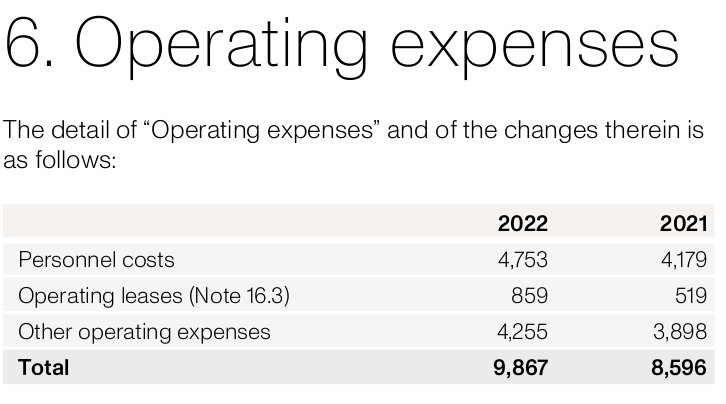 6. Operating expenses
The detail of “Operating expenses” and of the changes therein is
as follows:
2022 2021
Personnel costs 4,753 4,179
Operating leases (Note 16.3) 859 519
Other operating expenses 4,255 3,898
Total 9,867 8,596